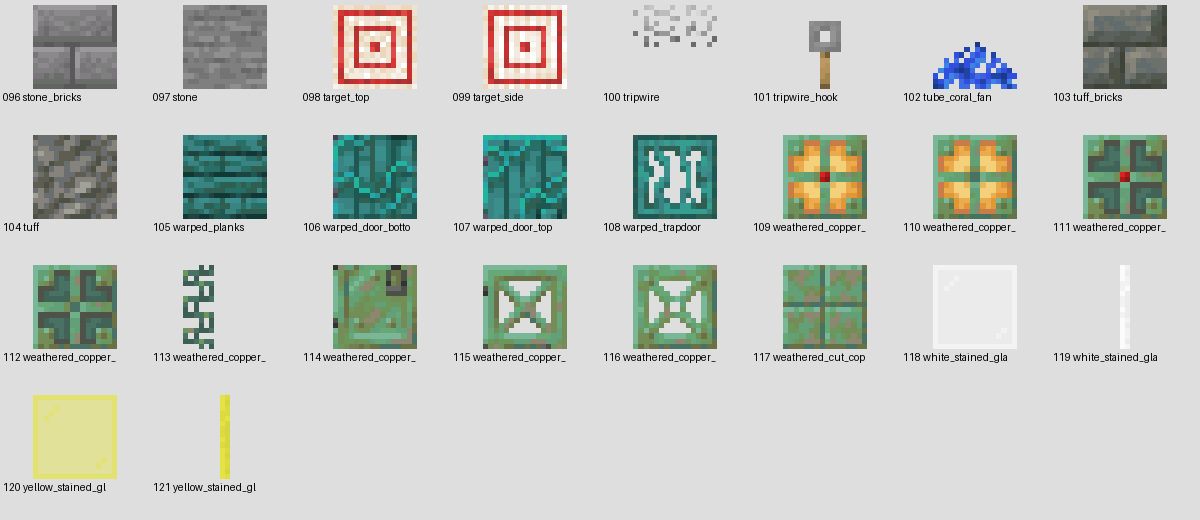 096 stone_bricks
097 stone
098 target_top
099 target_side
100 tripwire
101 tripwire_hook
102 tube_coral_fan
103 tuff_bricks
104 tuff
105 warped_planks
106 warped_door_botto
107 warped_door_top
108 warped_trapdoor
109 weathered_copper_
110 weathered_copper_
111 weathered_copper_
112 weathered_copper_
113 weathered_copper_
114 weathered_copper_
115 weathered_copper_
116 weathered_copper_
117 weathered_cut_cop
118 white_stained_gla
119 white_stained_gla
120 yellow_stained_gl
121 yellow_stained_gl